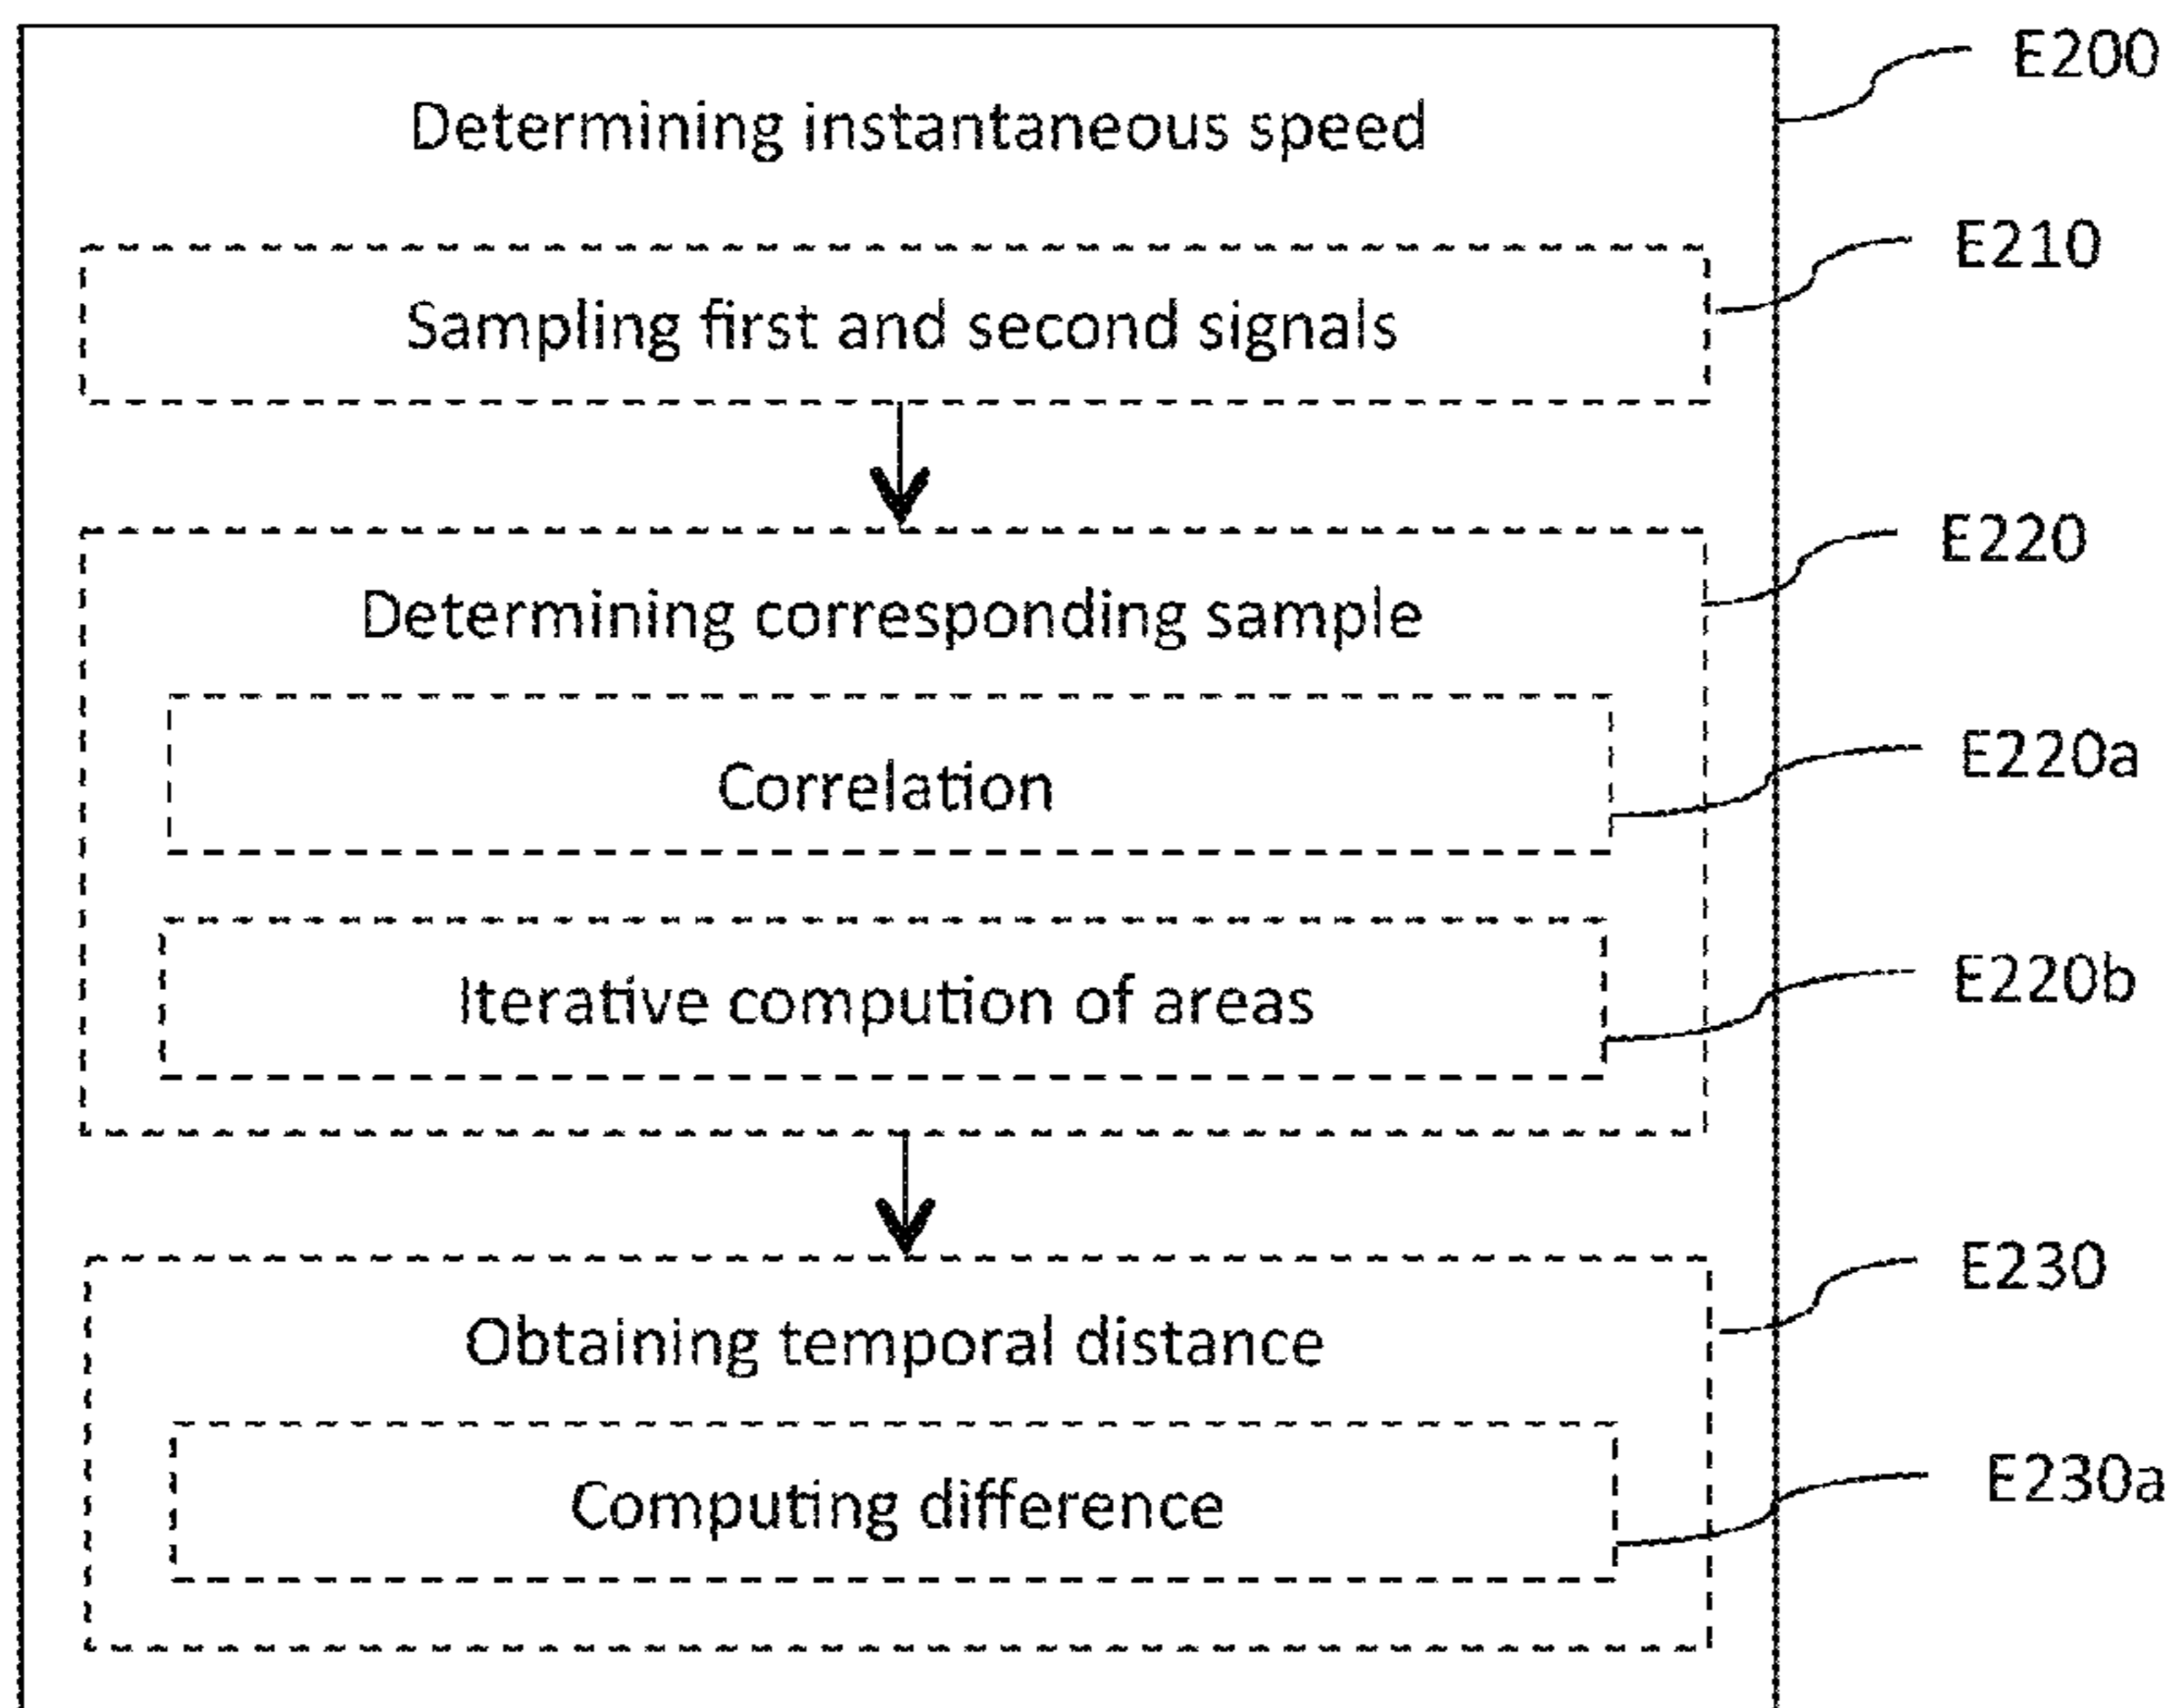 E200
Determining instantaneous speed
E210
Sampling first and second signals
E220
Determining corresponding sample
E220a
Correlation
E220b
Iterative compution of areas
E230
Obtaining temporal distance
E230a
Computing difference